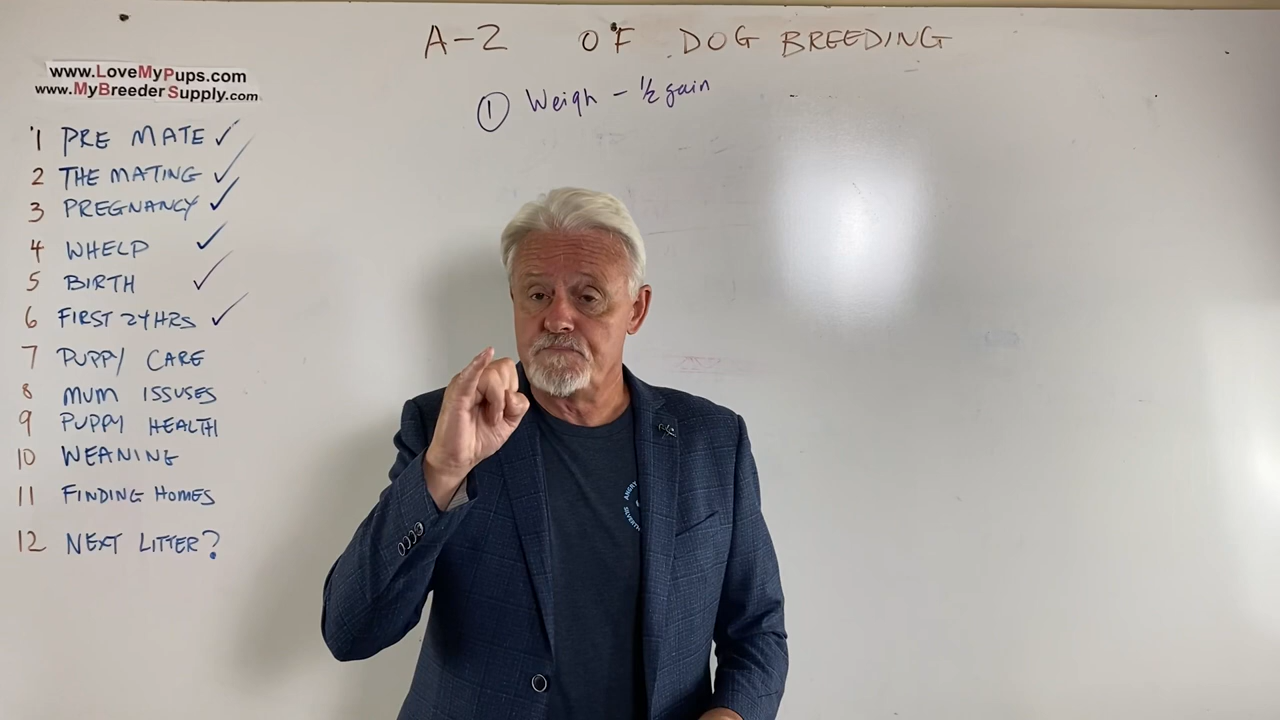 A-Z OF DOG BREEDING
www.LoveMyPups.com
www.MyBreederSupply.com
① Weigh - ½ gain
1 PRE MATE ✓
2 THE MATING ✓
3 PREGNANCY ✓
4 WHELP ✓
5 BIRTH ✓
6 FIRST 24HRS ✓
7 PUPPY CARE
8 MUM ISSUSES
9 PUPPY HEALTH
10 WEANING
11 FINDING HOMES
12 NEXT LITTER?
ANGRY